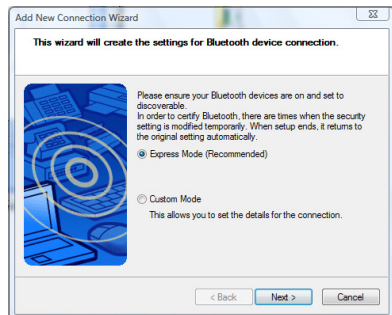 Add New Connection Wizard
This wizard will create the settings for Bluetooth device connection.
Please ensure your Bluetooth devices are on and set to
discoverable.
In order to certify Bluetooth, there are times when the security
setting is modified temporarily. When setup ends, it returns to
the original setting automatically.
Express Mode (Recommended)
Custom Mode
This allows you to set the details for the connection.
< Back Next > Cancel